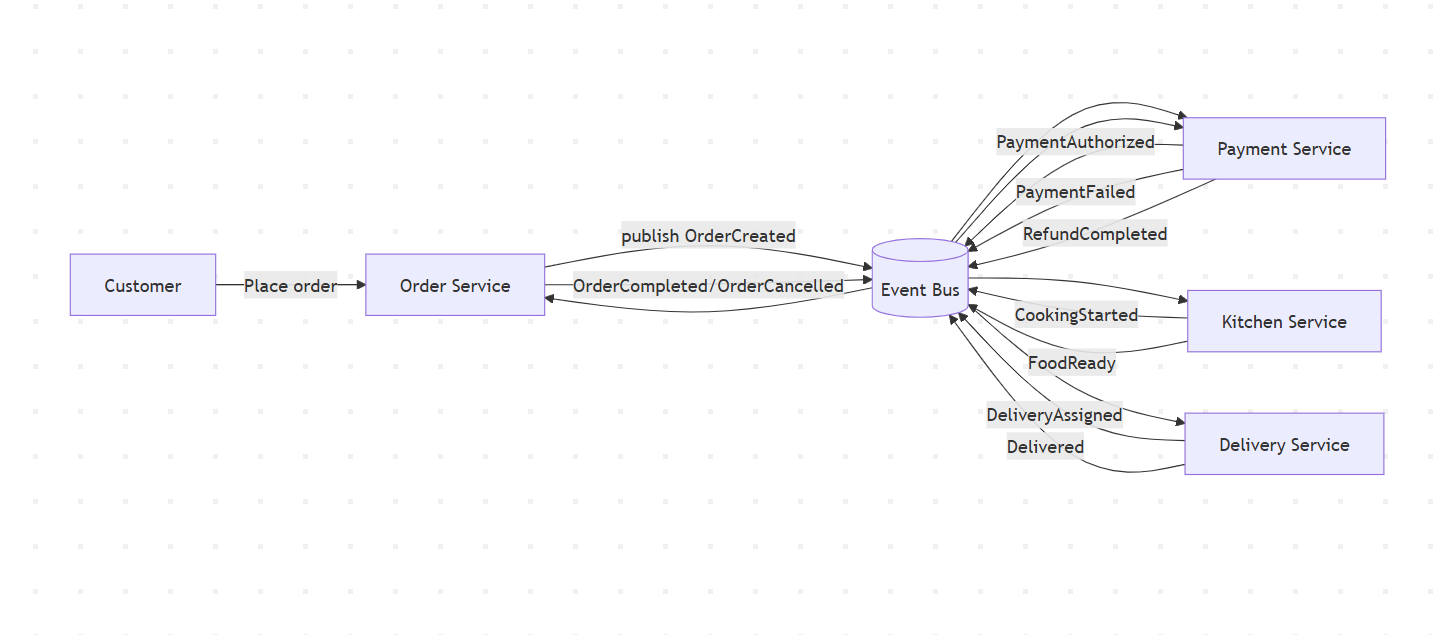 Customer
Place order
Order Service
publish OrderCreated
OrderCompleted/OrderCancelled
Event Bus
PaymentAuthorized
PaymentFailed
RefundCompleted
CookingStarted
FoodReady
DeliveryAssigned
Delivered
Payment Service
Kitchen Service
Delivery Service